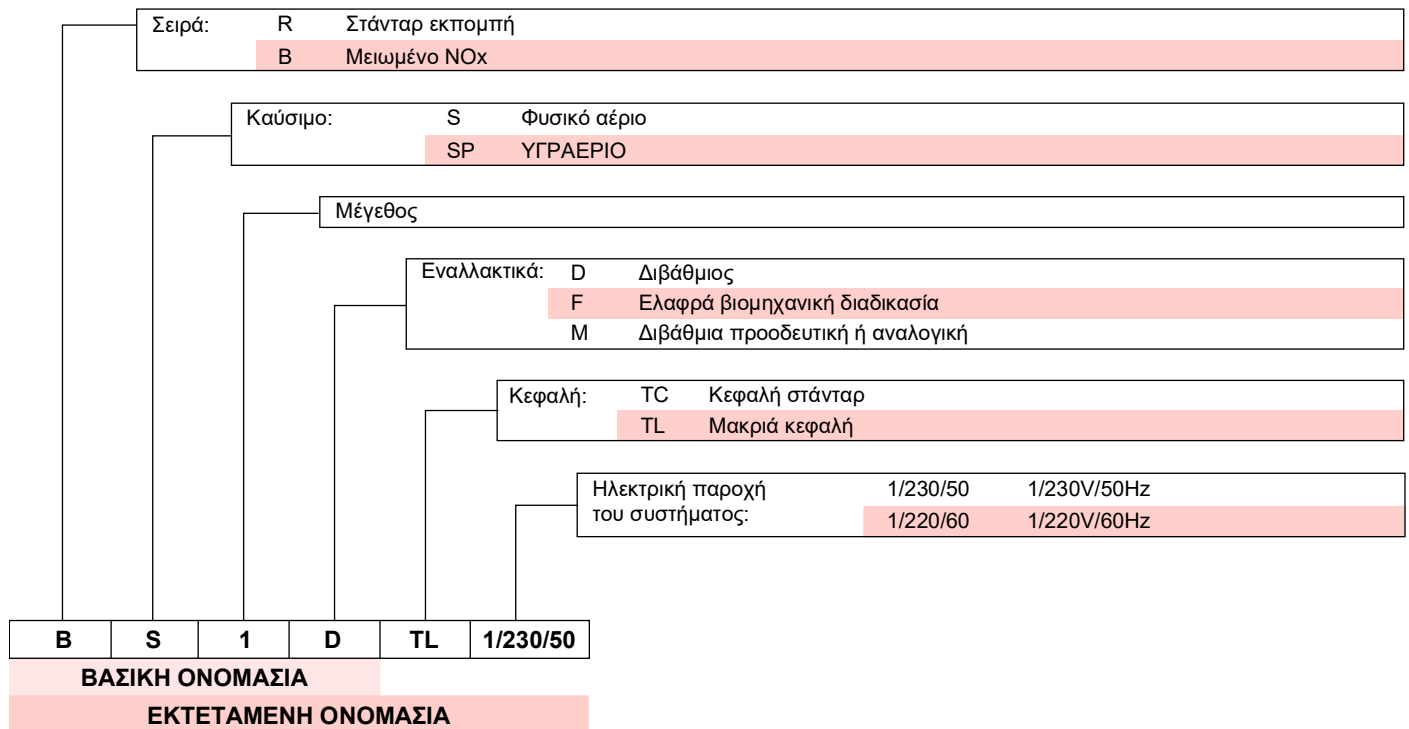 Σειρά: R Στάνταρ εκπομπή
B Μειωμένο NOx
Καύσιμο: S Φυσικό αέριο
SP ΥΓΡΑΕΡΙΟ
Μέγεθος
Εναλλακτικά: D Διβάθμιος
F Ελαφρά βιομηχανική διαδικασία
M Διβάθμια προοδευτική ή αναλογική
Κεφαλή: TC Κεφαλή στάνταρ
TL Μακριά κεφαλή
Ηλεκτρική παροχή 1/230/50 1/230V/50Hz
του συστήματος: 1/220/60 1/220V/60Hz
B S 1 D TL 1/230/50
ΒΑΣΙΚΗ ΟΝΟΜΑΣΙΑ
ΕΚΤΕΤΑΜΕΝΗ ΟΝΟΜΑΣΙΑ